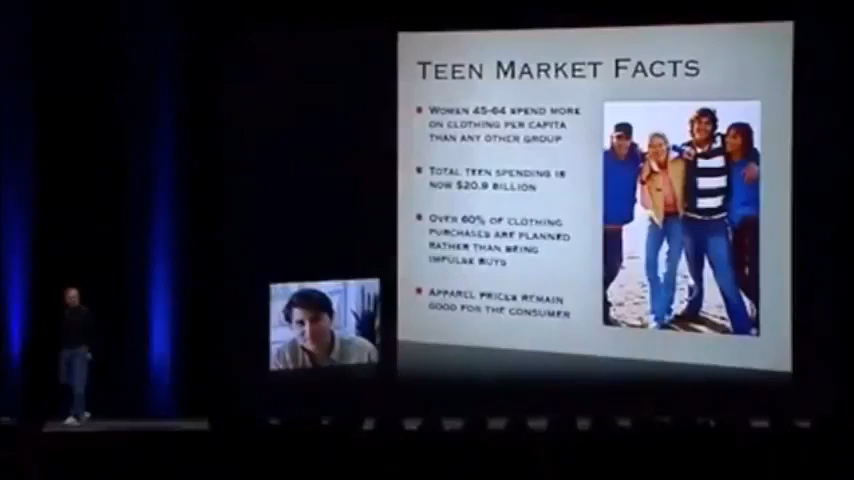 TEEN MARKET FACTS
WOMEN 45-64 SPEND MORE
ON CLOTHING PER CAPITA
THAN ANY OTHER GROUP
TOTAL TEEN SPENDING IS
NOW $20.9 BILLION
OVER 60% OF CLOTHING
PURCHASES ARE PLANNED
RATHER THAN BEING
IMPULSE BUYS
APPAREL PRICES REMAIN
GOOD FOR THE CONSUMER